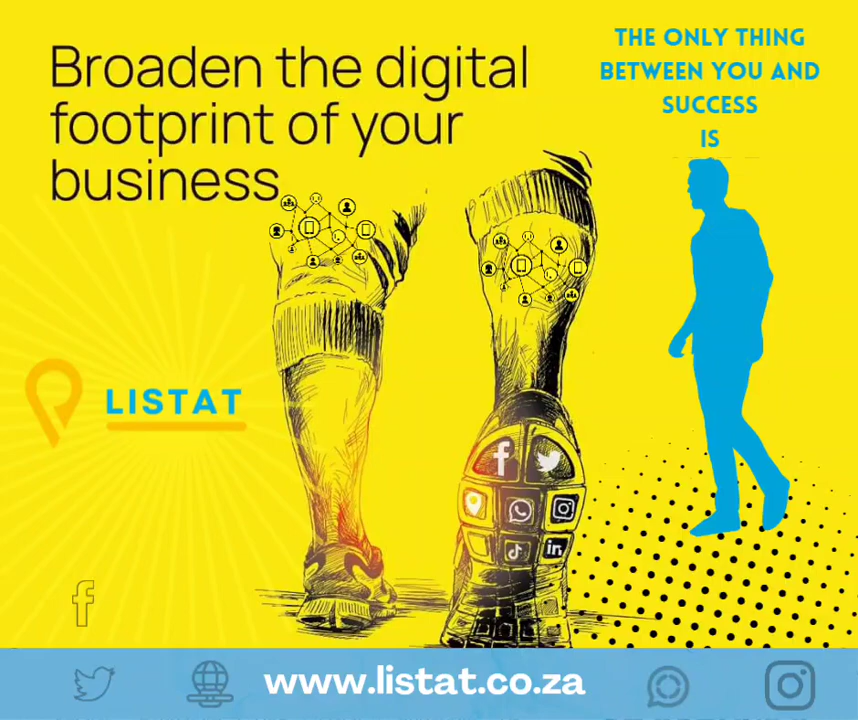 Broaden the digital
footprint of your
business
THE ONLY THING
BETWEEN YOU AND
SUCCESS
IS
LISTAT
www.listat.co.za